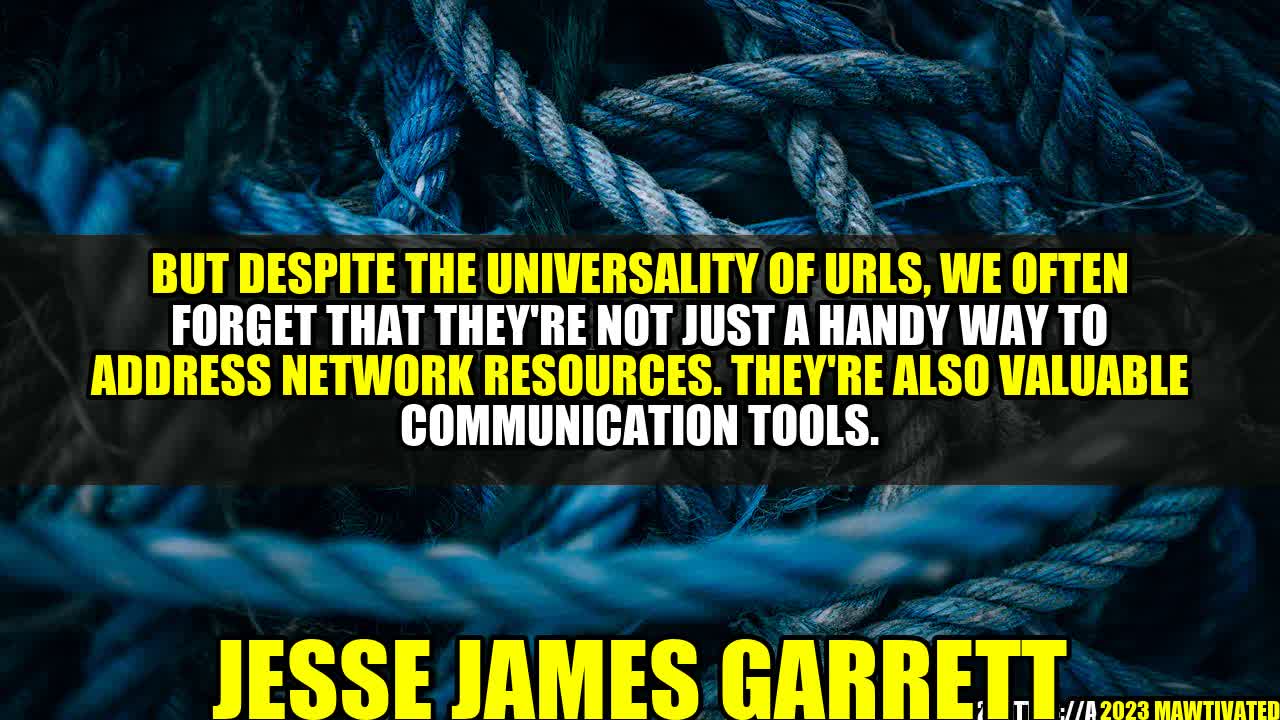 BUT DESPITE THE UNIVERSALITY OF URLS, WE OFTEN
FORGET THAT THEY'RE NOT JUST A HANDY WAY TO
ADDRESS NETWORK RESOURCES. THEY'RE ALSO VALUABLE
COMMUNICATION TOOLS.
JESSE JAMES GARRETT
://A 2023 MAWTIVATED